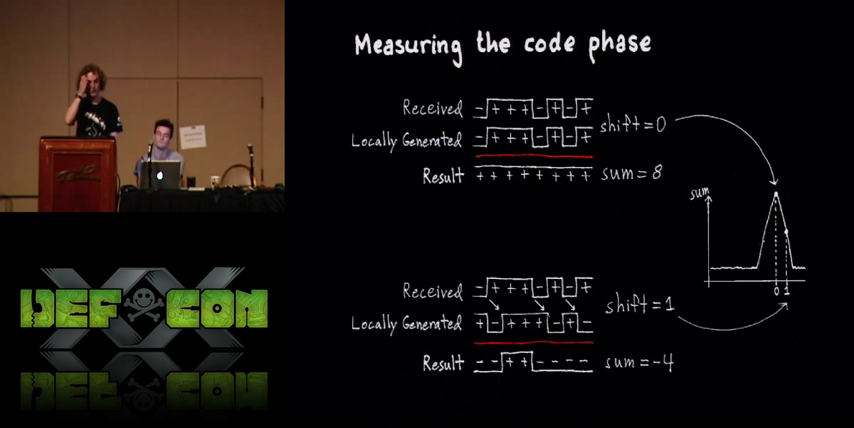 Measuring the code phase
Received - + + + - + - +
Locally Generated - + + + - + - +
shift = 0
Result + + + + + + + + sum = 8
sum
0 1
Received - + + + - + - +
Locally Generated + - + + + - + -
shift = 1
Result - - + + - - - - sum = -4
DEF CON
XX